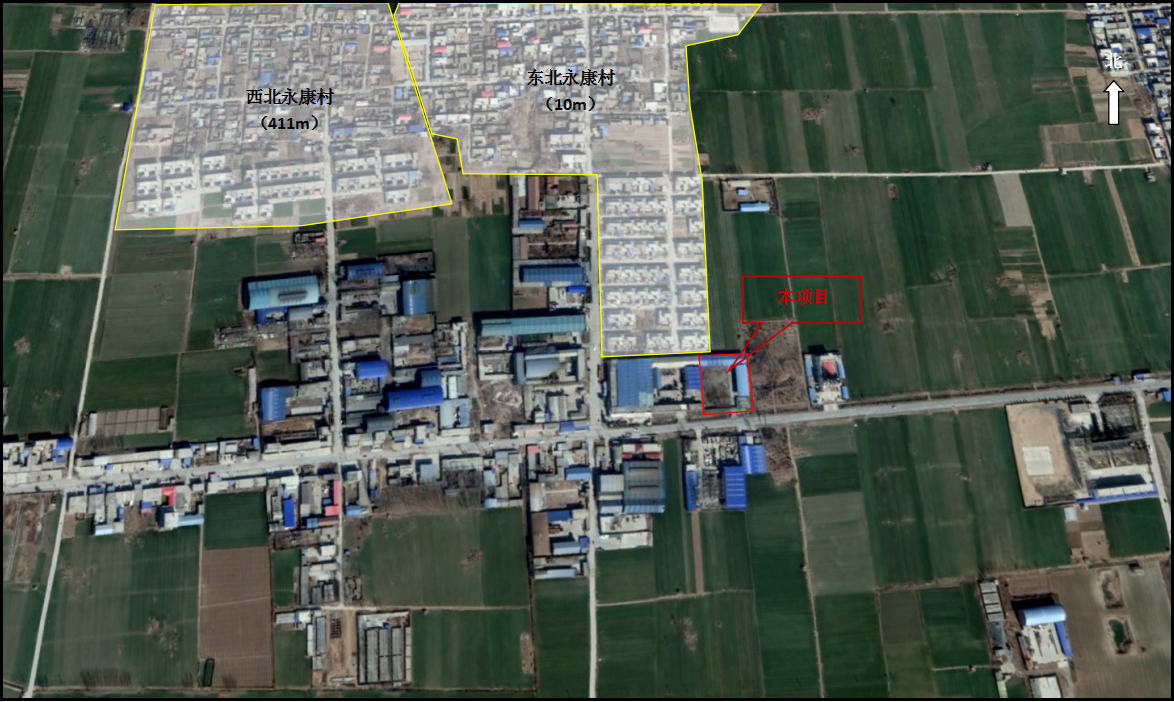 北
东北永康村
（10m）
西北永康村
（411m）
本项目